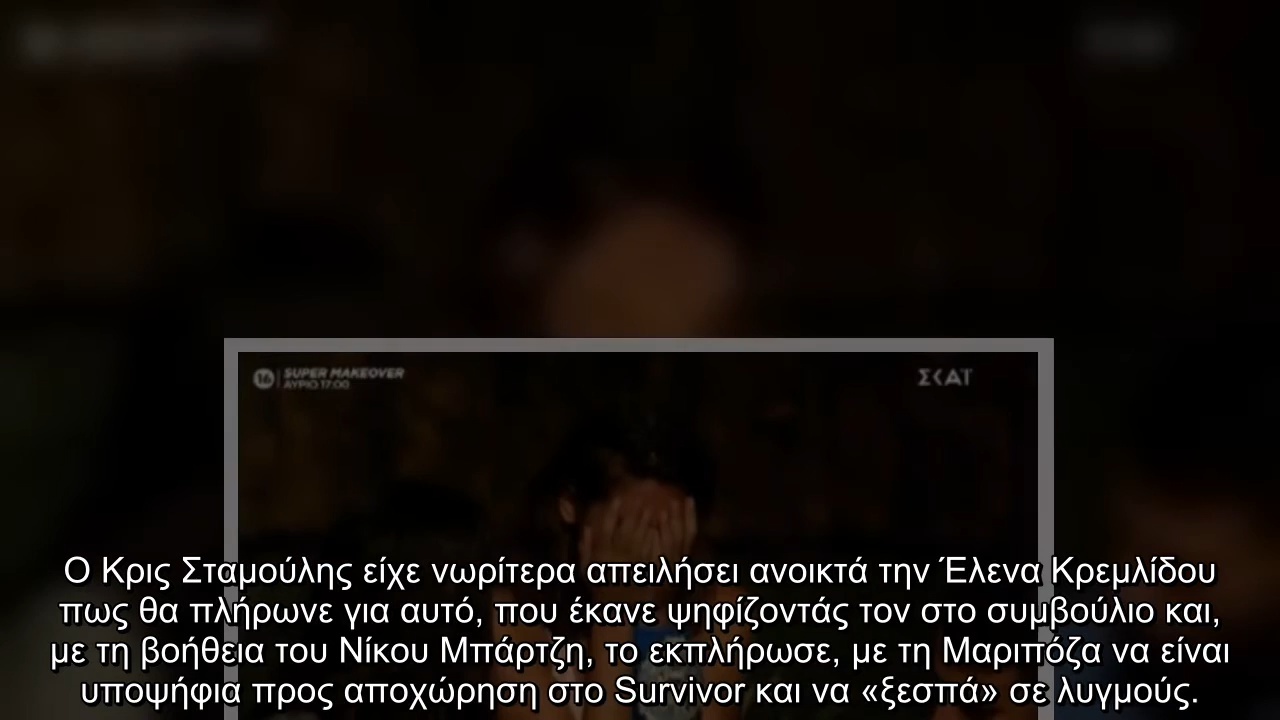 16 SUPER MAKEOVER
ΑΥΡΙΟ 17:00
ΣΚΑΪ
Ο Κρις Σταμούλης είχε νωρίτερα απειλήσει ανοικτά την Έλενα Κρεμλίδου
πως θα πλήρωνε για αυτό, που έκανε ψηφίζοντάς τον στο συμβούλιο και,
με τη βοήθεια του Νίκου Μπάρτζη, το εκπλήρωσε, με τη Μαριπόζα να είναι
υποψήφια προς αποχώρηση στο Survivor και να «ξεσπά» σε λυγμούς.